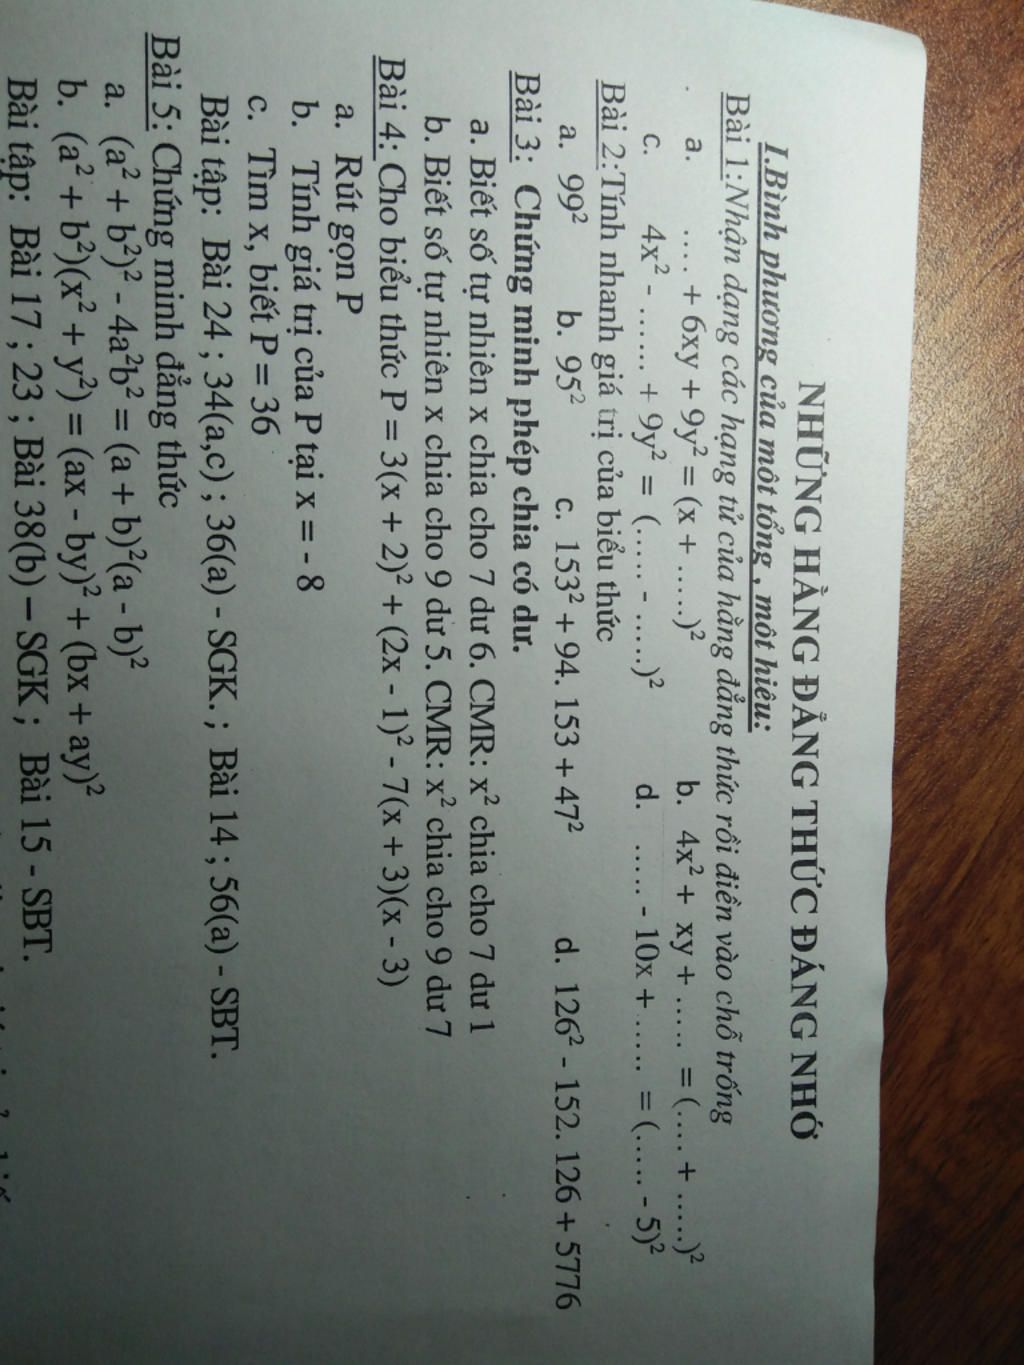 NHỮNG HẰNG ĐẲNG THỨC ĐÁNG NHỚ
I.Bình phương của một tổng , một hiệu:
Bài 1:Nhận dạng các hạng tử của hằng đẳng thức rồi điền vào chỗ trống
a. .... + 6xy + 9y² = (x + .....)² b. 4x² + xy + ..... = (.... + .....)²
c. 4x² - ...... + 9y² = (...... - .....)² d. ..... - 10x + ...... = (...... - 5)²
Bài 2:Tính nhanh giá trị của biểu thức
a. 99² b. 95² c. 153² + 94. 153 + 47² d. 126² - 152. 126 + 5776
Bài 3: Chứng minh phép chia có dư.
a. Biết số tự nhiên x chia cho 7 dư 6. CMR: x² chia cho 7 dư 1
b. Biết số tự nhiên x chia cho 9 dư 5. CMR: x² chia cho 9 dư 7
Bài 4: Cho biểu thức P = 3(x + 2)² + (2x - 1)² - 7(x + 3)(x - 3)
a. Rút gọn P
b. Tính giá trị của P tại x = - 8
c. Tìm x, biết P = 36
Bài tập: Bài 24 ; 34(a,c) ; 36(a) - SGK. ; Bài 14 ; 56(a) - SBT.
Bài 5: Chứng minh đẳng thức
a. (a² + b²)² - 4a²b² = (a + b)²(a - b)²
b. (a² + b²)(x² + y²) = (ax - by)² + (bx + ay)²
Bài tập: Bài 17 ; 23 ; Bài 38(b) – SGK ; Bài 15 - SBT.